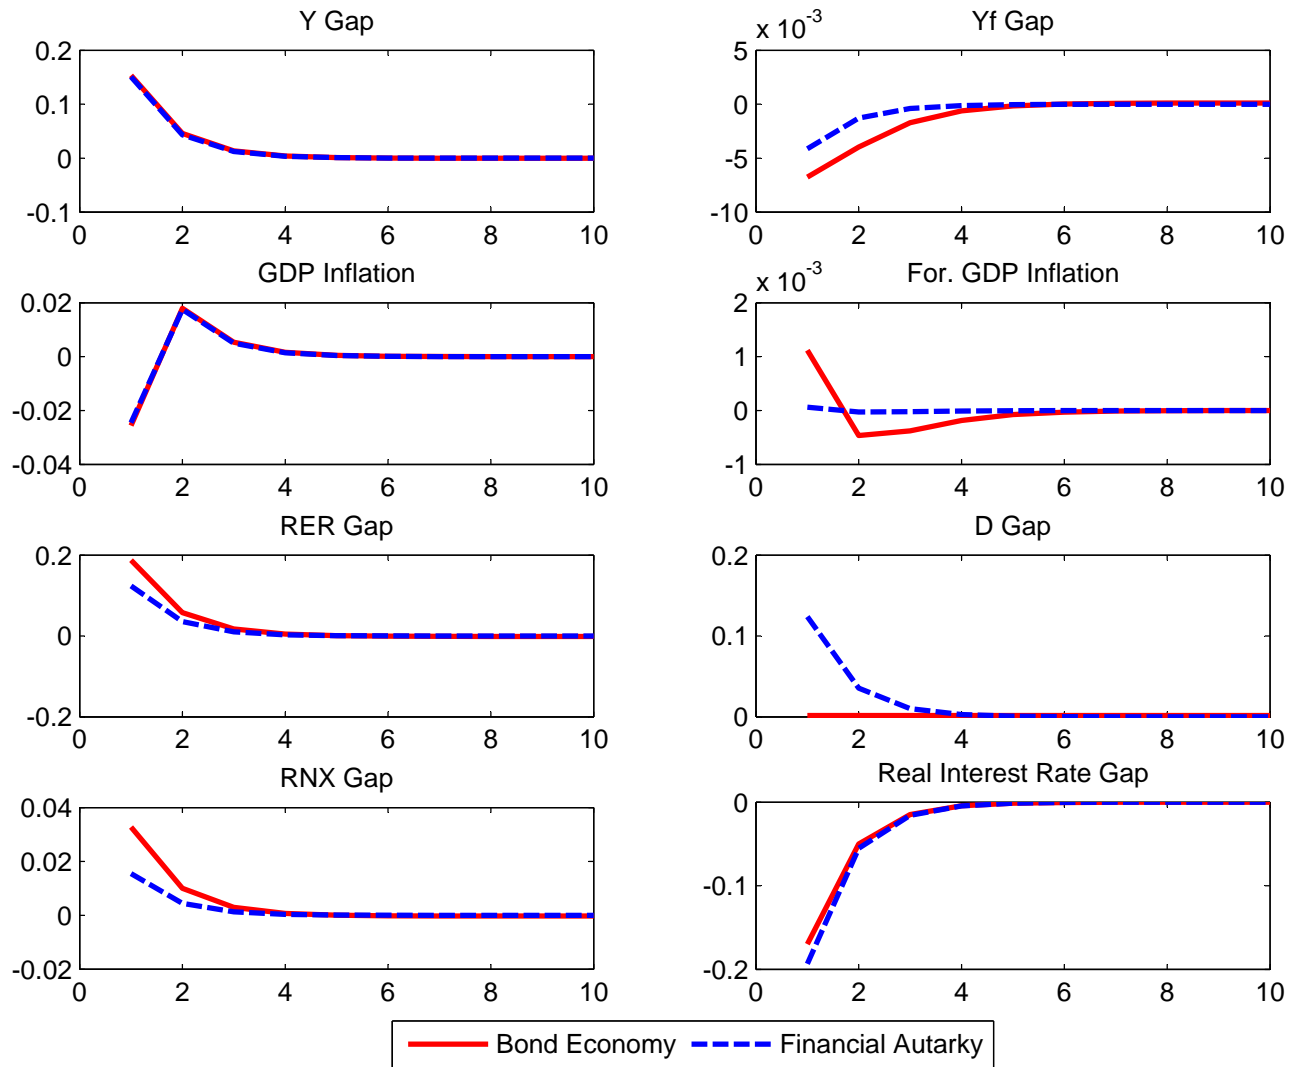 Y Gap
0.2
0.1
0
-0.1
0 2 4 6 8 10
Yf Gap
x 10-3
5
0
-5
-10
0 2 4 6 8 10
GDP Inflation
0.02
0
-0.02
-0.04
0 2 4 6 8 10
For. GDP Inflation
x 10-3
2
1
0
-1
0 2 4 6 8 10
RER Gap
0.2
0
-0.2
0 2 4 6 8 10
D Gap
0.2
0.1
0
0 2 4 6 8 10
RNX Gap
0.04
0.02
0
-0.02
0 2 4 6 8 10
Real Interest Rate Gap
0
-0.1
-0.2
0 2 4 6 8 10
Bond Economy Financial Autarky